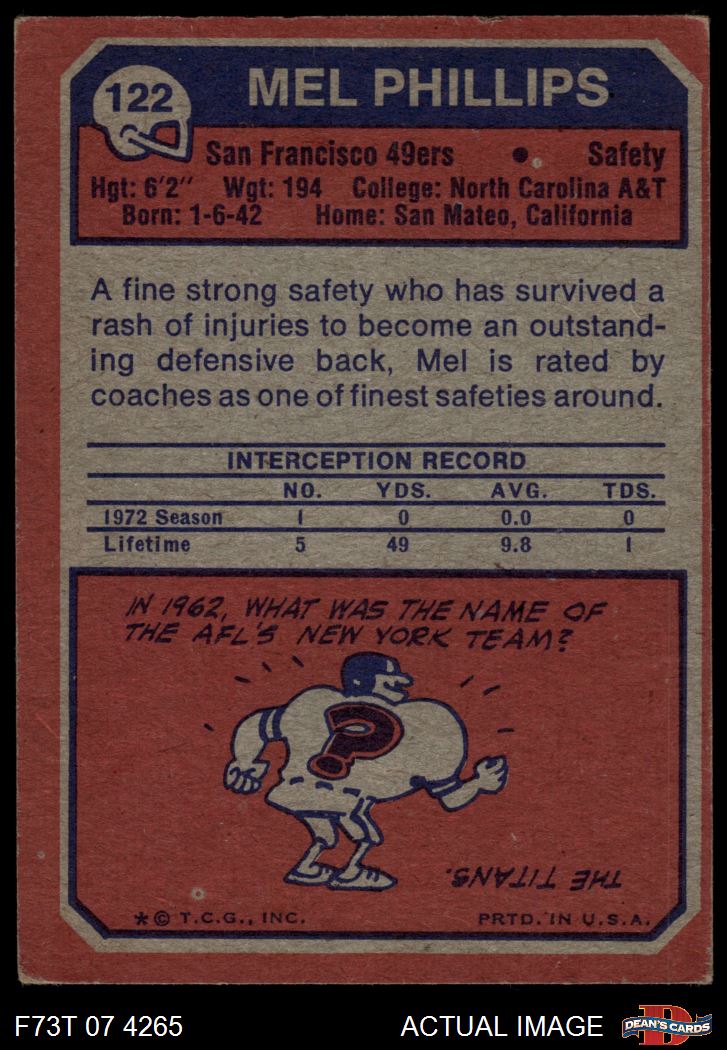 122
MEL PHILLIPS
San Francisco 49ers • Safety
Hgt: 6'2" Wgt: 194 College: North Carolina A&T
Born: 1-6-42 Home: San Mateo, California
A fine strong safety who has survived a
rash of injuries to become an outstand-
ing defensive back, Mel is rated by
coaches as one of finest safeties around.
INTERCEPTION RECORD
NO. YDS. AVG. TDS.
1972 Season 1 0 0.0 0
Lifetime 5 49 9.8 1
IN 1962, WHAT WAS THE NAME OF
THE AFL'S NEW YORK TEAM?
?
THE TITANS.
*© T.C.G., INC. PRTD. IN U.S.A.
F73T 07 4265 ACTUAL IMAGE
D
DEAN'S CARDS